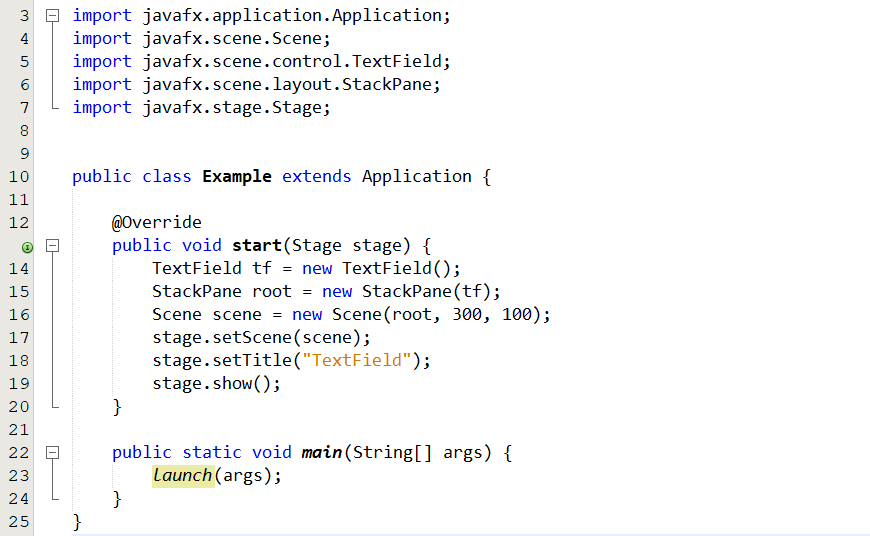 3 import javafx.application.Application;
4 import javafx.scene.Scene;
5 import javafx.scene.control.TextField;
6 import javafx.scene.layout.StackPane;
7 import javafx.stage.Stage;
8
9
10 public class Example extends Application {
11
12     @Override
    public void start(Stage stage) {
14         TextField tf = new TextField();
15         StackPane root = new StackPane(tf);
16         Scene scene = new Scene(root, 300, 100);
17         stage.setScene(scene);
18         stage.setTitle("TextField");
19         stage.show();
20     }
21
22     public static void main(String[] args) {
23         launch(args);
24     }
25 }